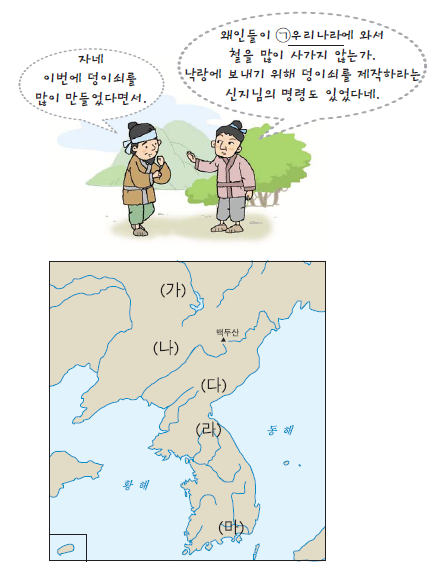 자네
이번에 덩이쇠를
많이 만들었다면서.
왜인들이 ㉠우리나라에 와서
철을 많이 사가지 않는가.
낙랑에 보내기 위해 덩이쇠를 제작하라는
신지님의 명령도 있었다네.
(가)
백두산
(나)
(다)
(라)
동해
황해
(마)